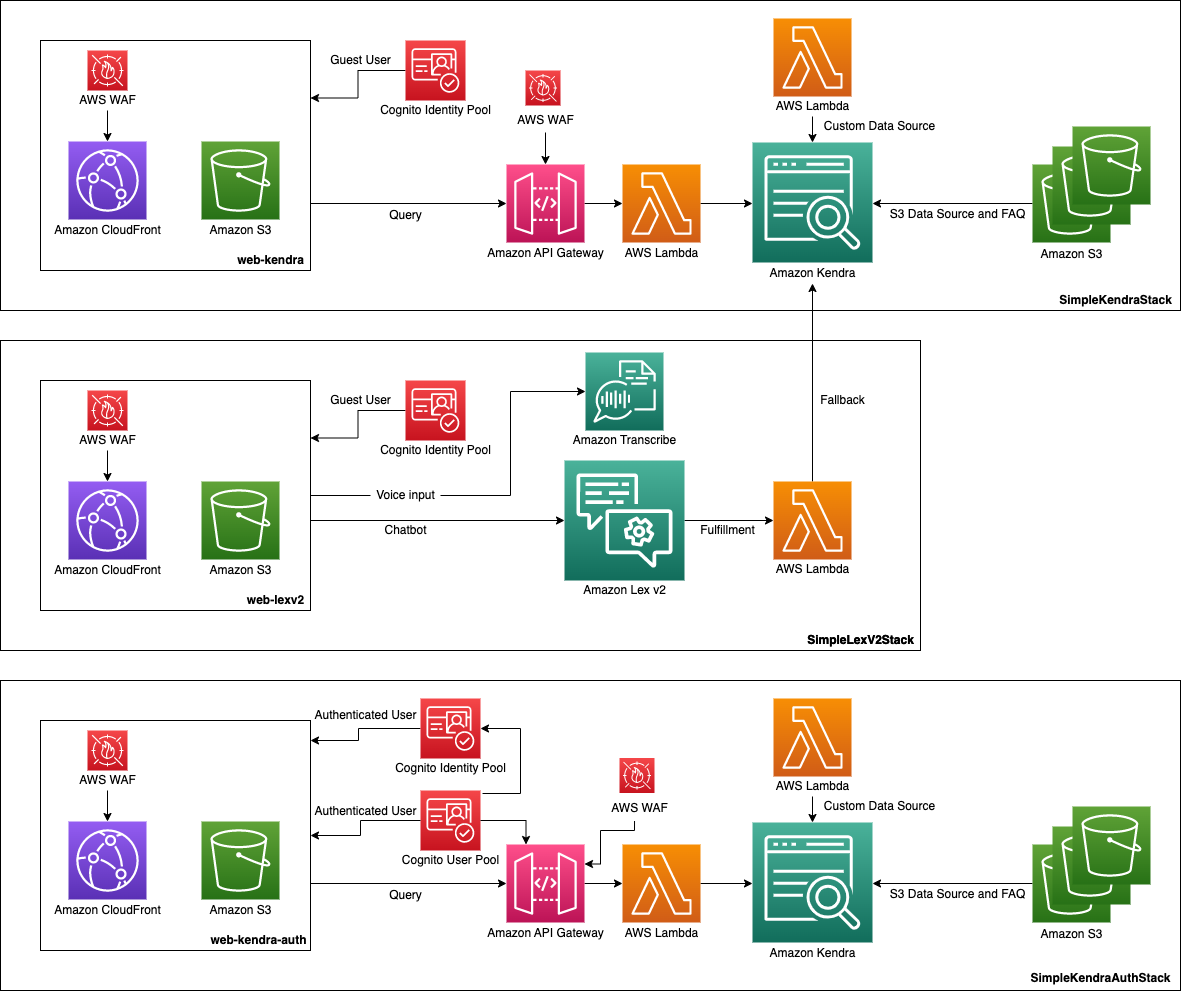 AWS WAF
Amazon CloudFront
Amazon S3
web-kendra
Guest User
Cognito Identity Pool
AWS WAF
Query
Amazon API Gateway
AWS Lambda
AWS Lambda
Custom Data Source
Amazon Kendra
S3 Data Source and FAQ
Amazon S3
SimpleKendraStack
AWS WAF
Amazon CloudFront
Amazon S3
web-lexv2
Guest User
Cognito Identity Pool
Voice input
Chatbot
Amazon Transcribe
Amazon Lex v2
Fulfillment
AWS Lambda
Fallback
SimpleLexV2Stack
AWS WAF
Amazon CloudFront
Amazon S3
web-kendra-auth
Authenticated User
Cognito Identity Pool
Authenticated User
Cognito User Pool
AWS WAF
Query
Amazon API Gateway
AWS Lambda
AWS Lambda
Custom Data Source
Amazon Kendra
S3 Data Source and FAQ
Amazon S3
SimpleKendraAuthStack